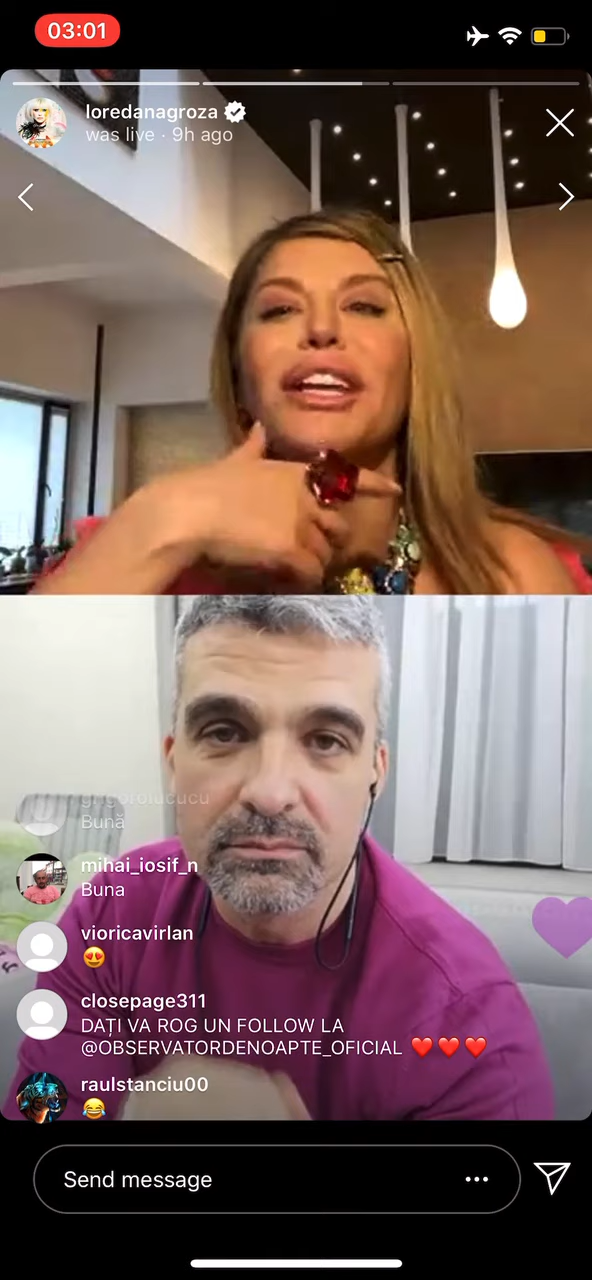 03:01
loredanagroza
was live · 9h ago
grigoroiucucu
Bună
mihai_iosif_n
Buna
vioricavirlan
😍
closepage311
DAȚI VA ROG UN FOLLOW LA
@OBSERVATORDENOAPTE_OFICIAL ❤️❤️❤️
raulstanciu00
😂
Send message